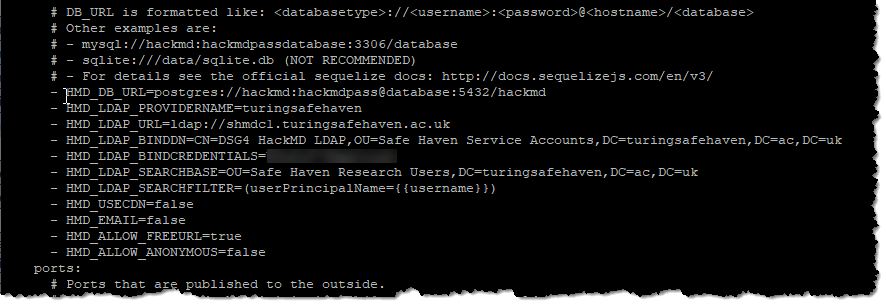 # DB_URL is formatted like: <databasetype>://<username>:<password>@<hostname>/<database>
# Other examples are:
# - mysql://hackmd:hackmdpassdatabase:3306/database
# - sqlite:///data/sqlite.db (NOT RECOMMENDED)
# - For details see the official sequelize docs: http://docs.sequelizejs.com/en/v3/
- HMD_DB_URL=postgres://hackmd:hackmdpass@database:5432/hackmd
- HMD_LDAP_PROVIDERNAME=turingsafehaven
- HMD_LDAP_URL=ldap://shmdc1.turingsafehaven.ac.uk
- HMD_LDAP_BINDDN=CN=DSG4 HackMD LDAP,OU=Safe Haven Service Accounts,DC=turingsafehaven,DC=ac,DC=uk
- HMD_LDAP_BINDCREDENTIALS=
- HMD_LDAP_SEARCHBASE=OU=Safe Haven Research Users,DC=turingsafehaven,DC=ac,DC=uk
- HMD_LDAP_SEARCHFILTER=(userPrincipalName={{username}})
- HMD_USECDN=false
- HMD_EMAIL=false
- HMD_ALLOW_FREEURL=true
- HMD_ALLOW_ANONYMOUS=false
ports:
# Ports that are published to the outside.